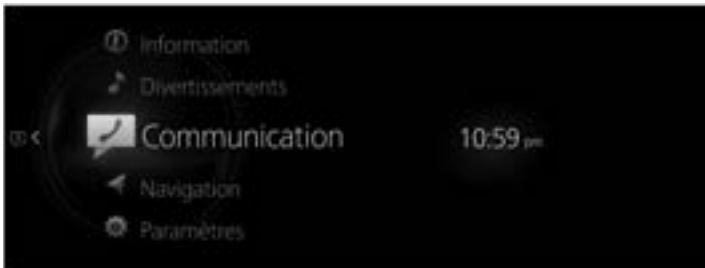 Information
Divertissements
Communication
10:59 pm
Navigation
Paramètres